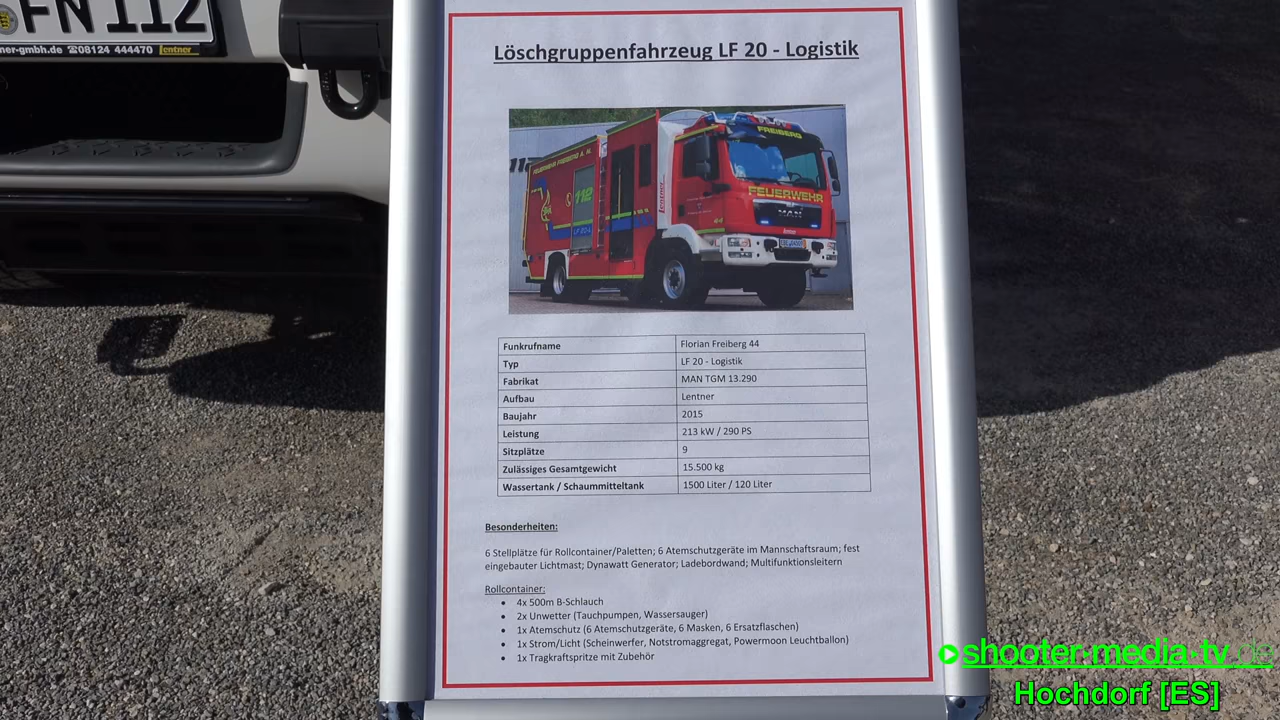 FN 112
ner-gmbh.de ☎08124 444470 Lentner
Löschgruppenfahrzeug LF 20 - Logistik
FREIBERG
FEUERWEHR FREIBERG A. N.
112
Lentner
FEUERWEHR
MAN
LF 20
Lentner
Funkrufname Florian Freiberg 44
Typ LF 20 - Logistik
Fabrikat MAN TGM 13.290
Aufbau Lentner
Baujahr 2015
Leistung 213 kW / 290 PS
Sitzplätze 9
Zulässiges Gesamtgewicht 15.500 kg
Wassertank / Schaummitteltank 1500 Liter / 120 Liter
Besonderheiten:
6 Stellplätze für Rollcontainer/Paletten; 6 Atemschutzgeräte im Mannschaftsraum; fest
eingebauter Lichtmast; Dynawatt Generator; Ladebordwand; Multifunktionsleitern
Rollcontainer:
• 4x 500m B-Schlauch
• 2x Unwetter (Tauchpumpen, Wassersauger)
• 1x Atemschutz (6 Atemschutzgeräte, 6 Masken, 6 Ersatzflaschen)
• 1x Strom/Licht (Scheinwerfer, Notstromaggregat, Powermoon Leuchtballon)
• 1x Tragkraftspritze mit Zubehör
shooter-media-tv.de
Hochdorf [ES]